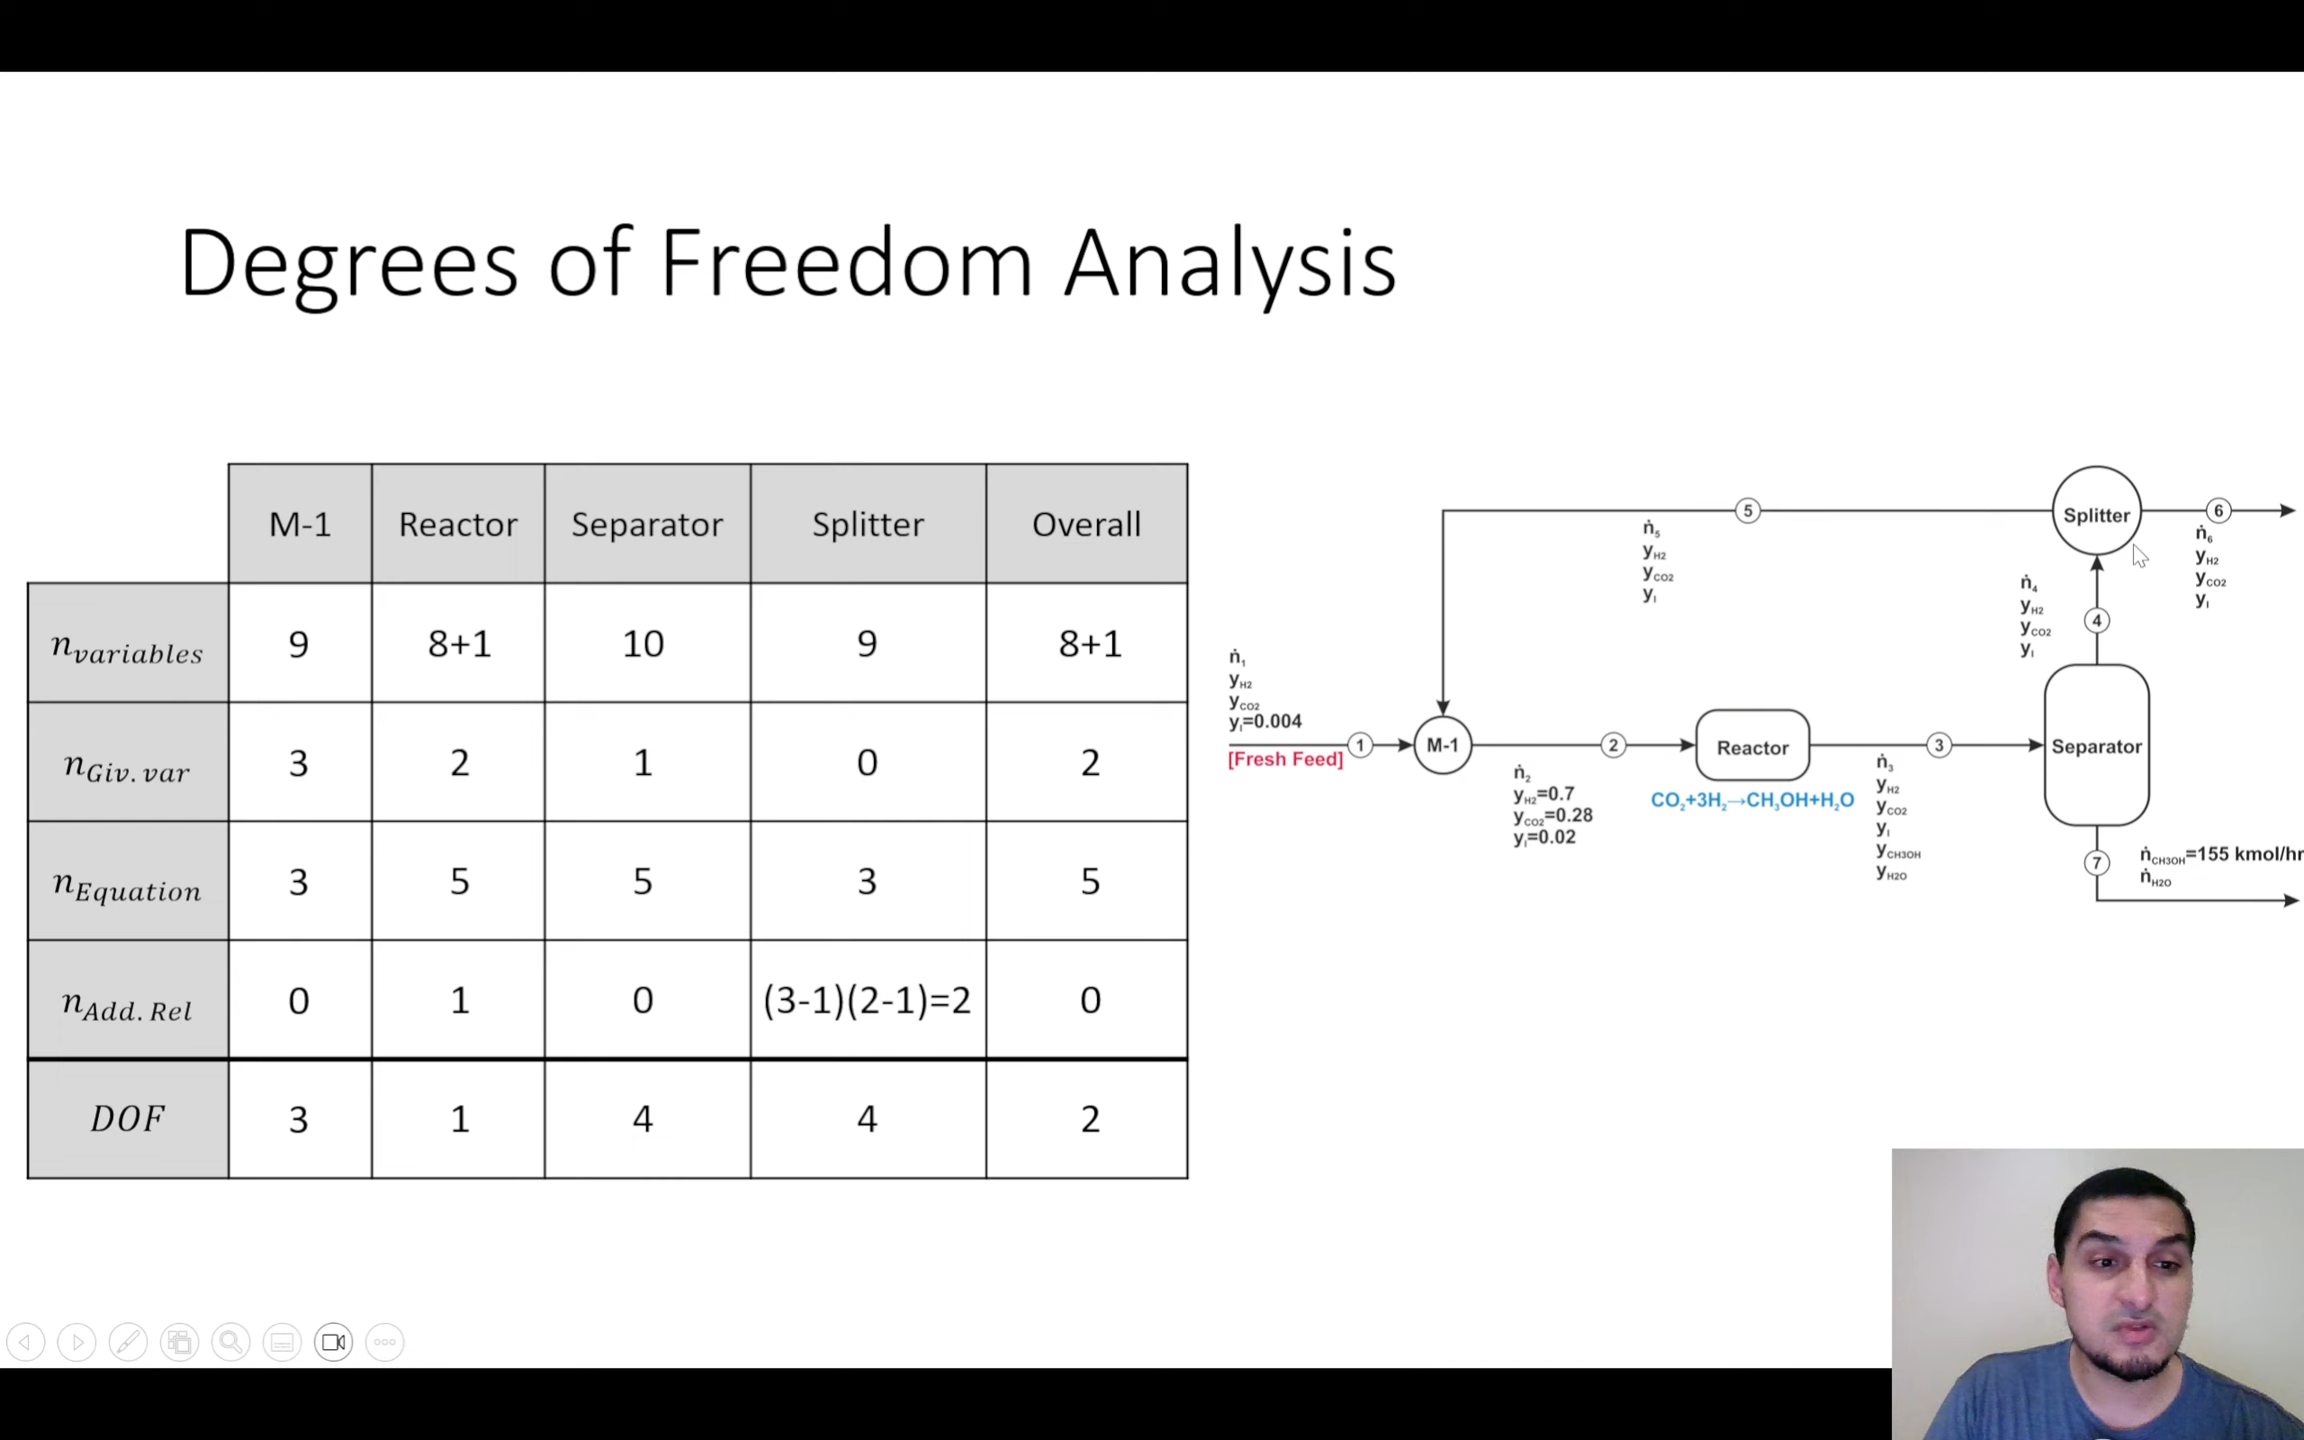 Degrees of Freedom Analysis
M-1 Reactor Separator Splitter Overall
n_variables 9 8+1 10 9 8+1
n_Giv. var 3 2 1 0 2
n_Equation 3 5 5 3 5
n_Add. Rel 0 1 0 (3-1)(2-1)=2 0
DOF 3 1 4 4 2
5
Splitter
6
ṅ₅
y_H2
y_CO2
y_I
ṅ₆
y_H2
y_CO2
y_I
ṅ₄
y_H2
y_CO2
y_I
4
ṅ₁
y_H2
y_CO2
y_I=0.004
[Fresh Feed]
1
M-1
2
ṅ₂
y_H2=0.7
y_CO2=0.28
y_I=0.02
Reactor
CO₂+3H₂→CH₃OH+H₂O
3
ṅ₃
y_H2
y_CO2
y_I
y_CH3OH
y_H2O
Separator
7
ṅ_CH3OH=155 kmol/hr
ṅ_H2O